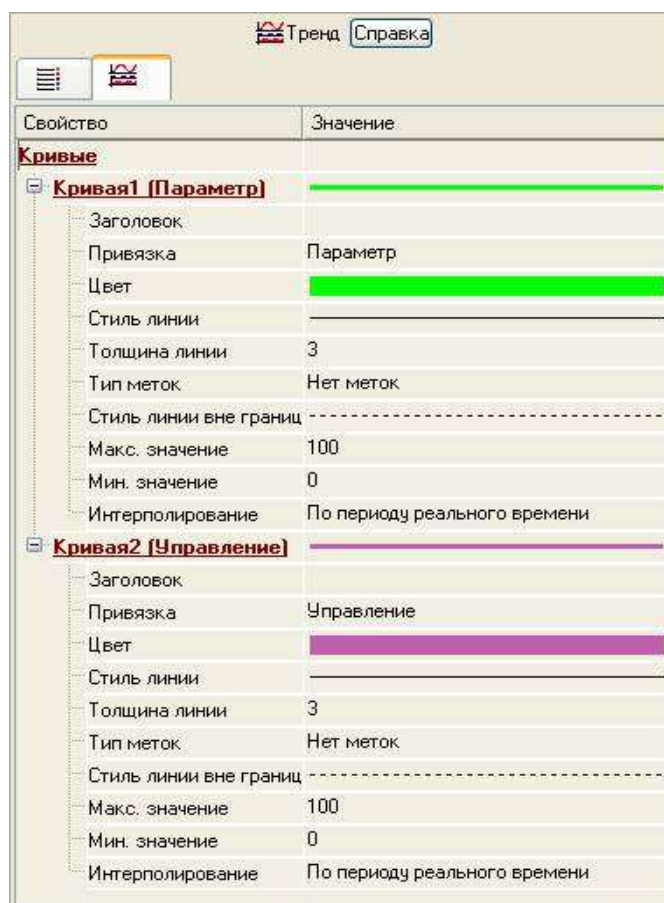 Тренд Справка
Свойство Значение
Кривые
Кривая1 (Параметр)
Заголовок
Привязка Параметр
Цвет
Стиль линии
Толщина линии 3
Тип меток Нет меток
Стиль линии вне границ
Макс. значение 100
Мин. значение 0
Интерполирование По периоду реального времени
Кривая2 (Управление)
Заголовок
Привязка Управление
Цвет
Стиль линии
Толщина линии 3
Тип меток Нет меток
Стиль линии вне границ
Макс. значение 100
Мин. значение 0
Интерполирование По периоду реального времени